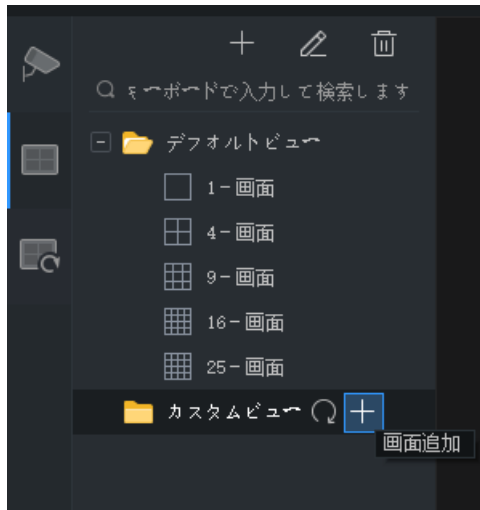 キーボードで入力して検索します
デフォルトビュー
1-画面
4-画面
9-画面
16-画面
25-画面
カスタムビュー
画面追加